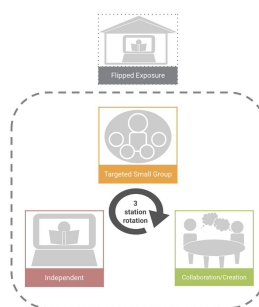 Flipped Exposure
Targeted Small Group
3
station
rotation
Independent
Collaboration/Creation